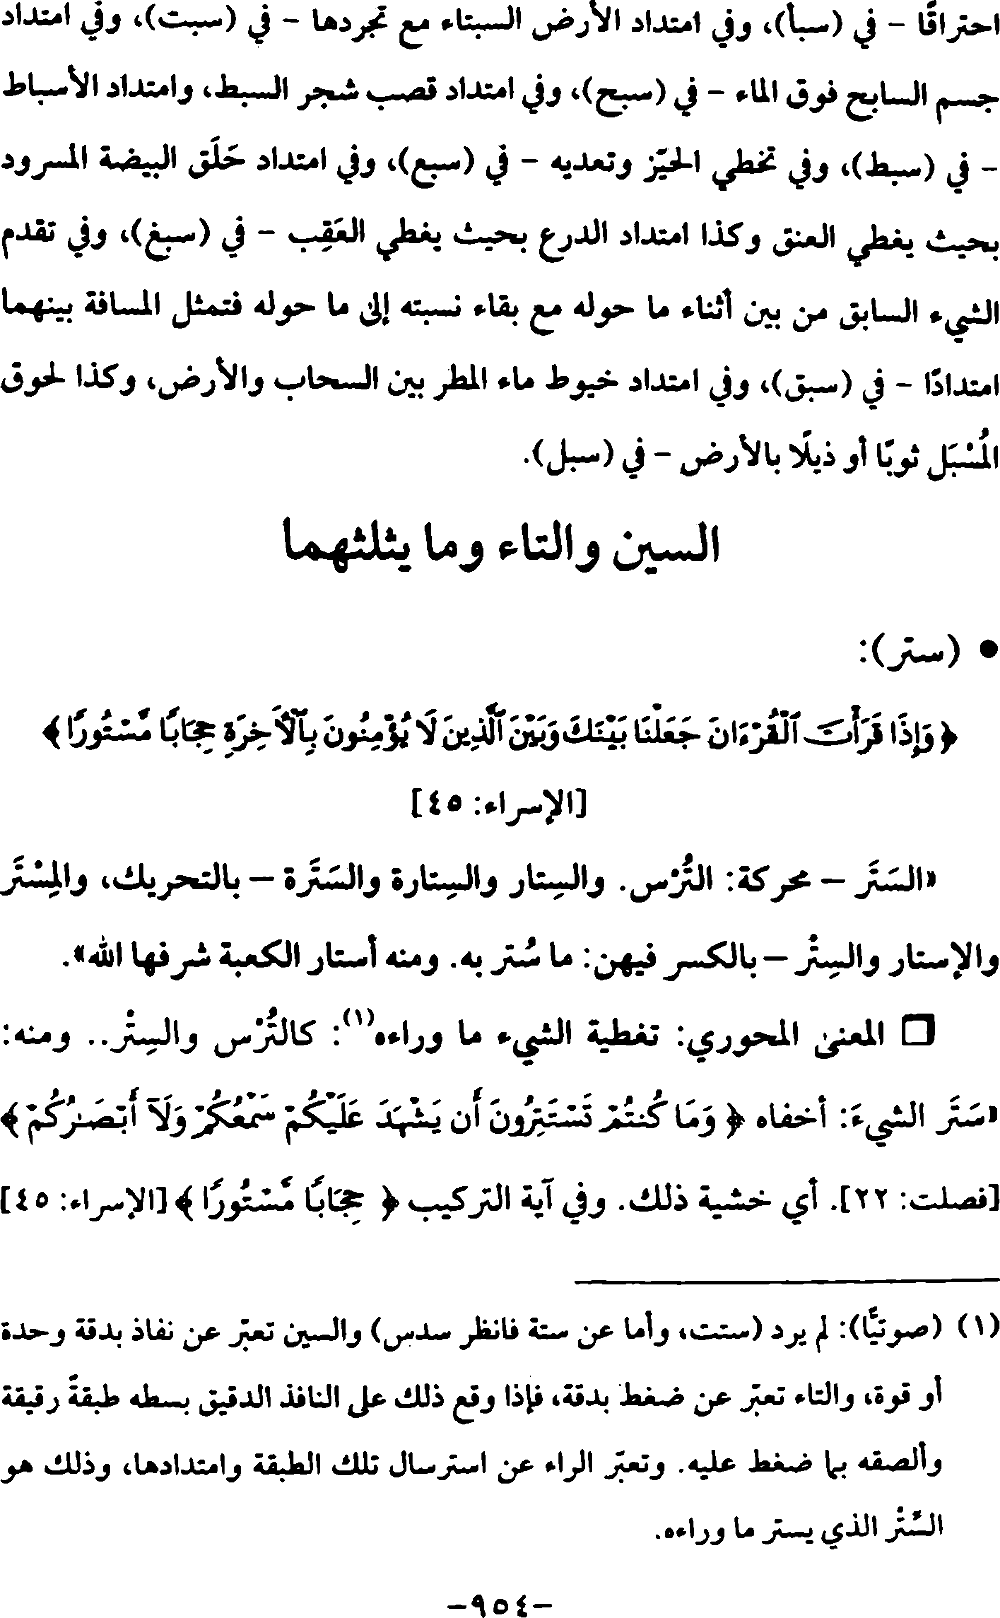 احتراقًا - في (سبأ)، وفي امتداد الأرض السبتاء مع تجردها - في (سبت)، وفي امتداد
جسم السابح فوق الماء - في (سبح)، وفي امتداد قصب شجر السبط، وامتداد الأسباط
- في (سبط)، وفي تخطي الحيّز وتعديه - في (سبع)، وفي امتداد حَلَق البيضة المسرود
بحيث يغطي العنق وكذا امتداد الدرع بحيث يغطي العَقِب - في (سبغ)، وفي تقدم
الشيء السابق من بين أثناء ما حوله مع بقاء نسبته إلى ما حوله فتمثل المسافة بينهما
امتدادًا - في (سبق)، وفي امتداد خيوط ماء المطر بين السحاب والأرض، وكذا لحوق
المُسْبَل ثوبًا أو ذيلًا بالأرض - في (سبل).
السين والتاء وما يثلثهما
● (ستر):
﴿ وَإِذَا قَرَأْتَ ٱلْقُرْءَانَ جَعَلْنَا بَيْنَكَ وَبَيْنَ ٱلَّذِينَ لَا يُؤْمِنُونَ بِٱلْأَخِرَةِ حِجَابًا مَّسْتُورًا ﴾
[الإسراء: ٤٥]
«السَتَر - محركة: التُرْس. والسِتار والسِتارة والسَتَرة - بالتحريك، والمِسْتَر
والإستار والسِتْر - بالكسر فيهن: ما سُتر به. ومنه أستار الكعبة شرفها الله».
□ المعنى المحوري: تغطية الشيء ما وراءه(١): كالتُرْس والسِتْر.. ومنه:
«سَتَر الشيءَ: أخفاه ﴿ وَمَا كُنتُمْ تَسْتَتِرُونَ أَن يَشْهَدَ عَلَيْكُمْ سَمْعُكُمْ وَلَآ أَبْصَـٰرُكُمْ ﴾
[فصلت: ٢٢]. أي خشية ذلك. وفي آية التركيب ﴿ حِجَابًا مَّسْتُورًا ﴾ [الإسراء: ٤٥]
(١) (صوتيًّا): لم يرد (ستت، وأما عن ستة فانظر سدس) والسين تعبّر عن نفاذ بدقة وحدة
أو قوة، والتاء تعبّر عن ضغط بدقة، فإذا وقع ذلك على النافذ الدقيق بسطه طبقةً رقيقة
وألصقه بما ضغط عليه. وتعبّر الراء عن استرسال تلك الطبقة وامتدادها، وذلك هو
السِّتْر الذي يستر ما وراءه.
-٩٥٤-